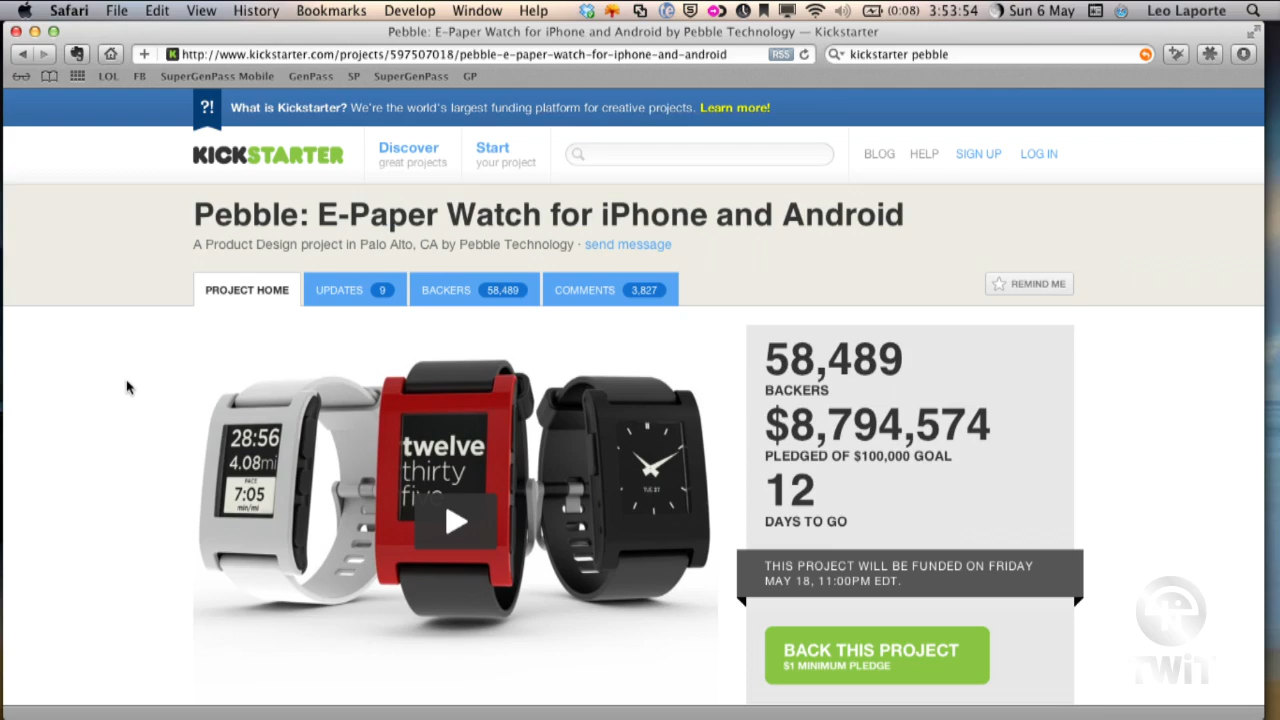 Safari File Edit View History Bookmarks Develop Window Help (0:08) 3:53:54 Sun 6 May Leo Laporte
Pebble: E-Paper Watch for iPhone and Android by Pebble Technology — Kickstarter
http://www.kickstarter.com/projects/597507018/pebble-e-paper-watch-for-iphone-and-android RSS kickstarter pebble
LOL FB SuperGenPass Mobile GenPass SP SuperGenPass GP
?! What is Kickstarter? We're the world's largest funding platform for creative projects. Learn more!
KICKSTARTER Discover great projects Start your project BLOG HELP SIGN UP LOG IN
Pebble: E-Paper Watch for iPhone and Android
A Product Design project in Palo Alto, CA by Pebble Technology · send message
PROJECT HOME UPDATES 9 BACKERS 58,489 COMMENTS 3,827 REMIND ME
28:56
4.08mi
PACE
7:05
min/mi
twelve
thirty
five
TUE 27
58,489
BACKERS
$8,794,574
PLEDGED OF $100,000 GOAL
12
DAYS TO GO
THIS PROJECT WILL BE FUNDED ON FRIDAY
MAY 18, 11:00PM EDT.
BACK THIS PROJECT
$1 MINIMUM PLEDGE
TWiT